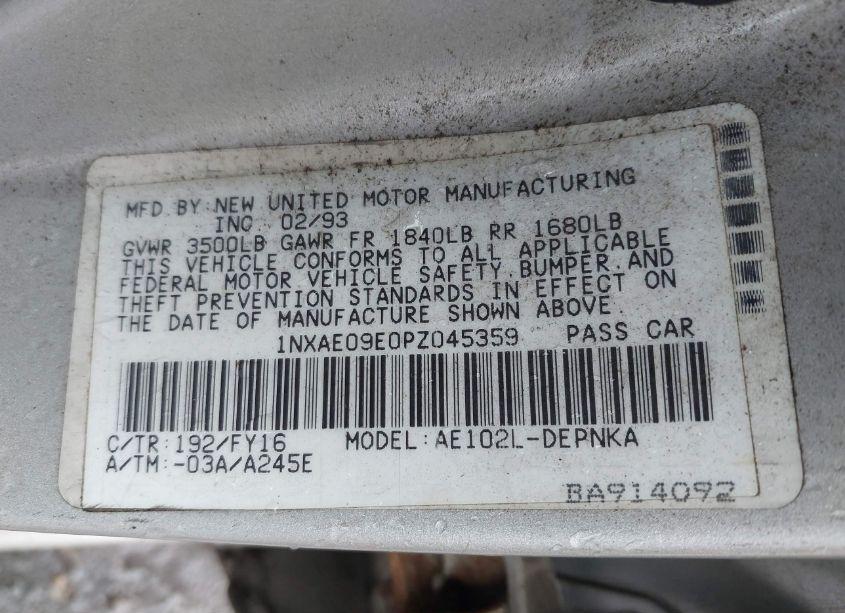 MFD. BY: NEW UNITED MOTOR MANUFACTURING
INC 02/93
GVWR 3500LB GAWR FR 1840LB RR 1680LB
THIS VEHICLE CONFORMS TO ALL APPLICABLE
FEDERAL MOTOR VEHICLE SAFETY, BUMPER, AND
THEFT PREVENTION STANDARDS IN EFFECT ON
THE DATE OF MANUFACTURE SHOWN ABOVE.
1NXAE09E0PZ045359 PASS CAR
C/TR:192/FY16 MODEL:AE102L-DEPNKA
A/TM:-03A/A245E
BA914092